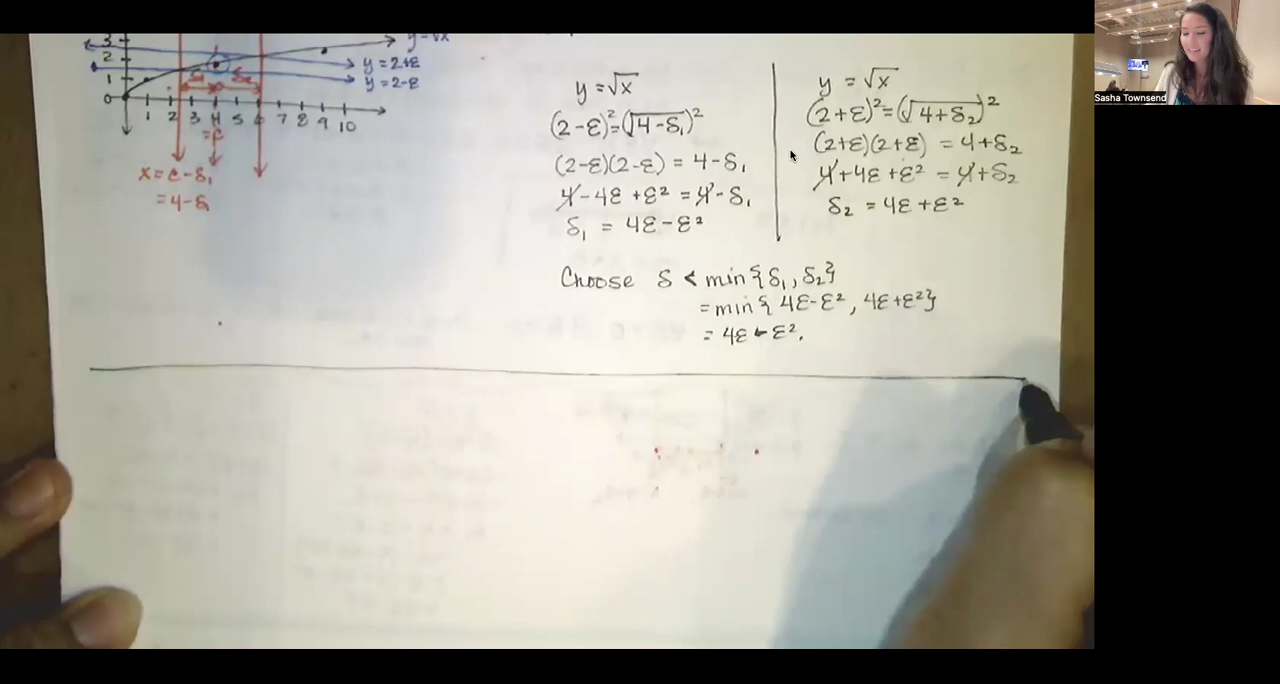 3
y=√x
2
y = 2+ε
1
y = 2-ε
0
1 2 3 4 5 6 7 8 9 10
=c
x = c - δ₁
= 4-δ
y = √x
(2-ε)² = (√4-δ₁)²
(2-ε)(2-ε) = 4-δ₁
4-4ε+ε² = 4-δ₁
δ₁ = 4ε-ε²
y = √x
(2+ε)² = (√4+δ₂)²
(2+ε)(2+ε) = 4+δ₂
4+4ε+ε² = 4+δ₂
δ₂ = 4ε+ε²
Choose δ < min{δ₁, δ₂}
= min{4ε-ε², 4ε+ε²}
= 4ε-ε².
Sasha Townsend